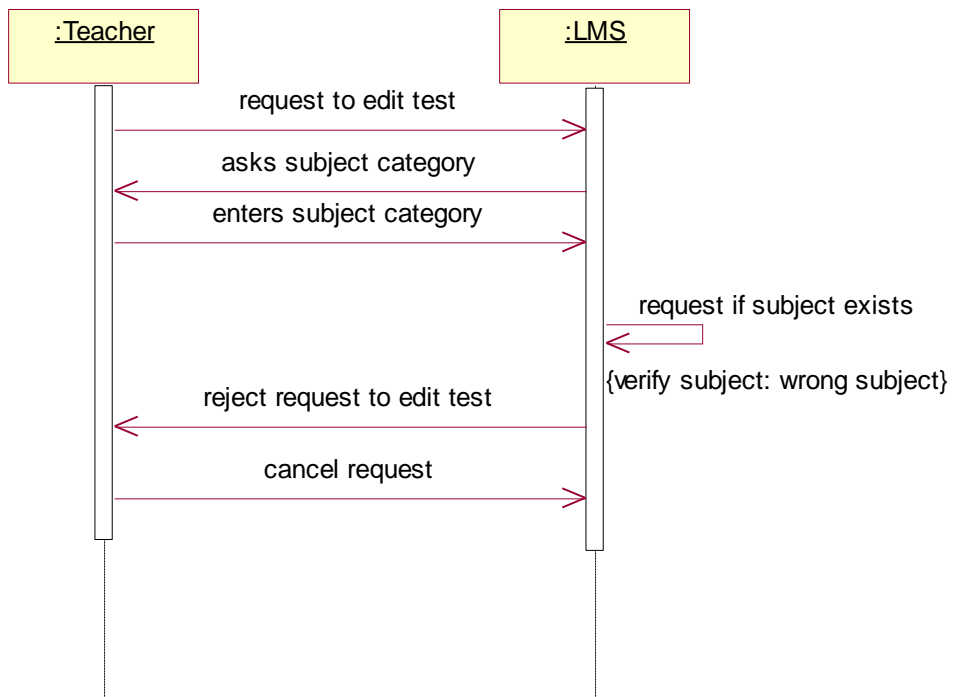 :Teacher
:LMS
request to edit test
asks subject category
enters subject category
request if subject exists
{verify subject: wrong subject}
reject request to edit test
cancel request